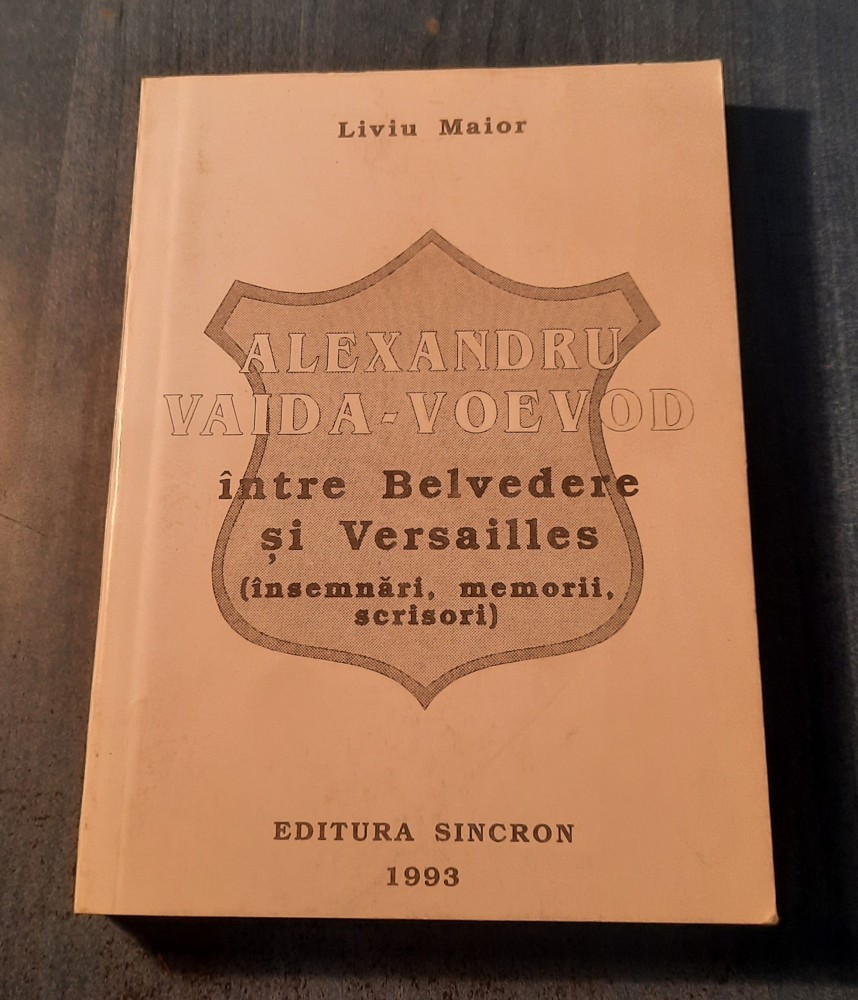 Liviu Maior
ALEXANDRU
VAIDA-VOEVOD
între Belvedere
și Versailles
(însemnări, memorii,
scrisori)
EDITURA SINCRON
1993